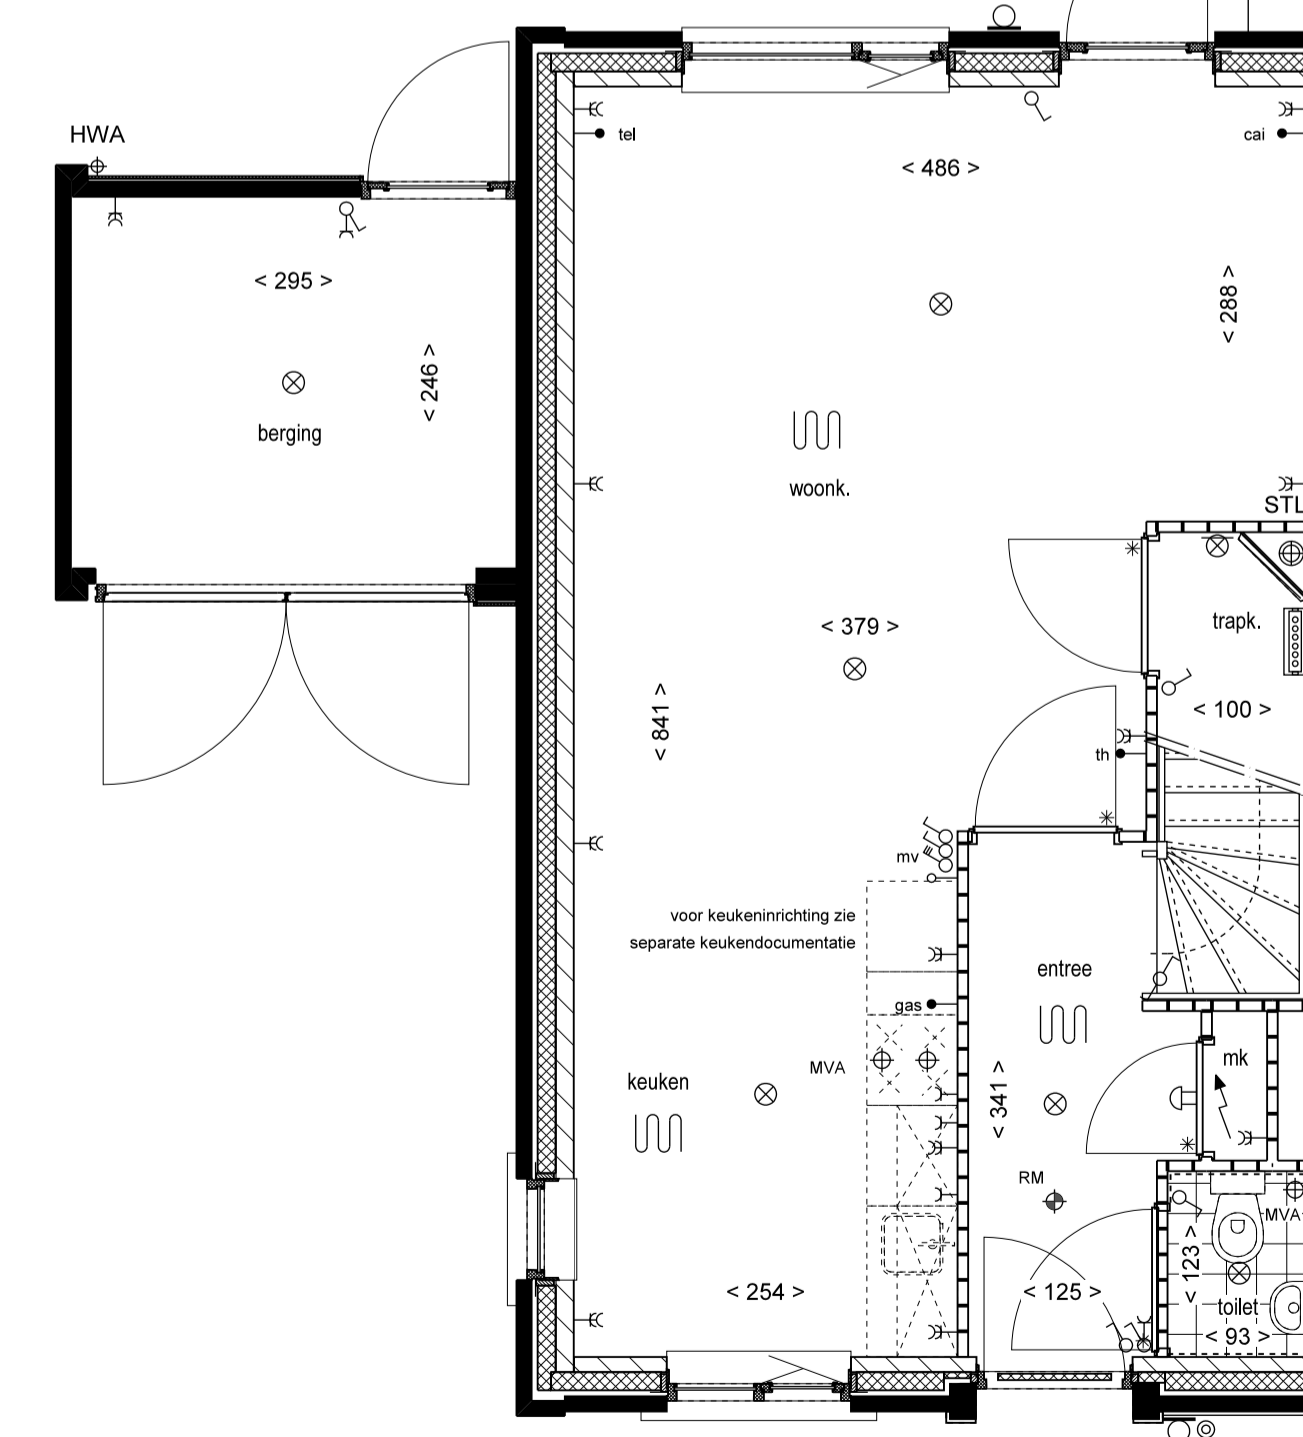 HWA
tel
cai
< 486 >
< 295 >
< 288 >
< 246 >
berging
woonk.
STL
trapk.
< 379 >
< 100 >
< 841 >
th
mv
voor keukeninrichting zie
separate keukendocumentatie
entree
gas
mk
MVA
keuken
< 341 >
RM
MVA
< 123 >
< 254 >
< 125 >
toilet
< 93 >